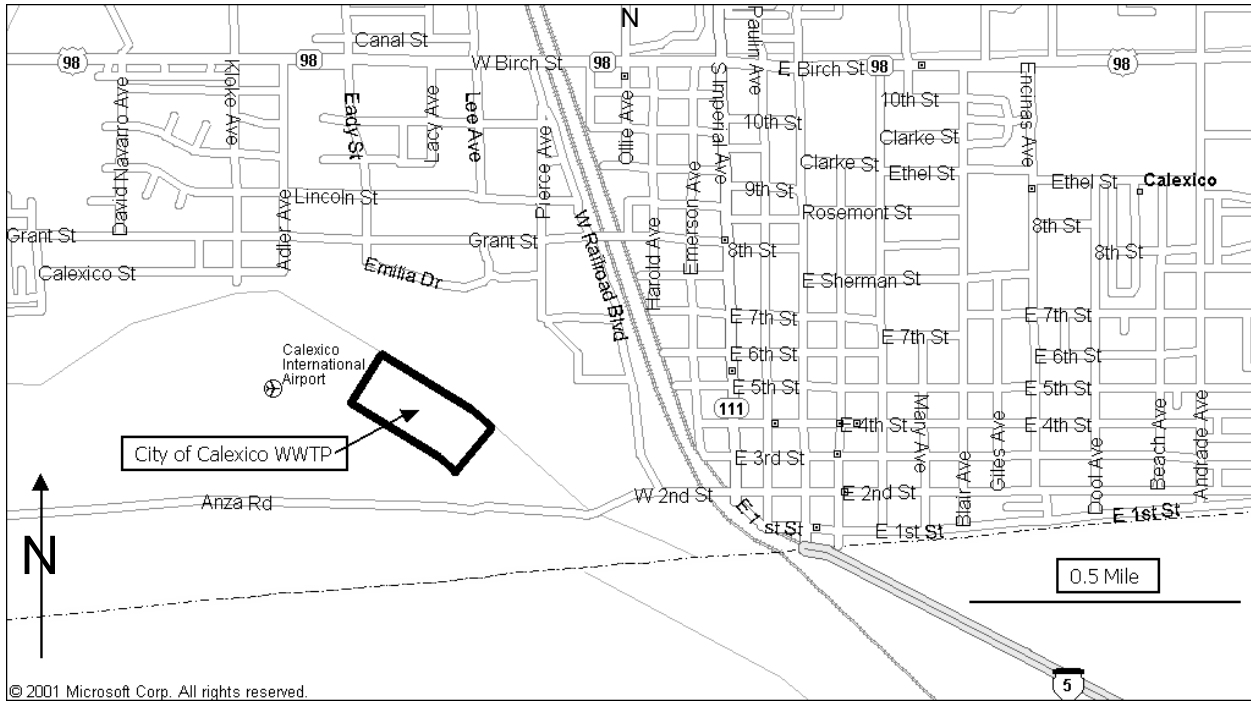 N
Canal St
98
98
W Birch St
98
E Birch St
98
98
David Navarro Ave
Kloke Ave
Eady St
Lacy Ave
Lee Ave
Pierce Ave
Ollie Ave
S Imperial Ave
Paulin Ave
Encinas Ave
10th St
10th St
Clarke St
Clarke St
Ethel St
Ethel St
Calexico
9th St
Lincoln St
Rosemont St
Grant St
Adler Ave
Grant St
W Railroad Blvd
Harold Ave
Emerson Ave
8th St
8th St
8th St
Calexico St
Emilia Dr
E Sherman St
E 7th St
E 7th St
E 7th St
Calexico
International
Airport
E 6th St
E 6th St
E 5th St
E 5th St
111
Mary Ave
Giles Ave
Beach Ave
Andrade Ave
E 4th St
E 4th St
City of Calexico WWTP
E 3rd St
Blair Ave
Dool Ave
Anza Rd
W 2nd St
E 2nd St
E 1st St
E 1st St
E 1st St
N
0.5 Mile
5
© 2001 Microsoft Corp. All rights reserved.